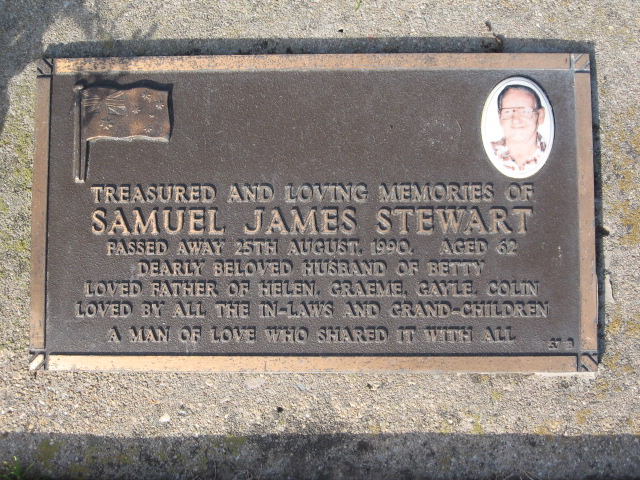 TREASURED AND LOVING MEMORIES OF
SAMUEL JAMES STEWART
PASSED AWAY 25TH AUGUST, 1990. AGED 62
DEARLY BELOVED HUSBAND OF BETTY
LOVED FATHER OF HELEN, GRAEME, GAYLE, COLIN
LOVED BY ALL THE IN-LAWS AND GRAND-CHILDREN
A MAN OF LOVE WHO SHARED IT WITH ALL